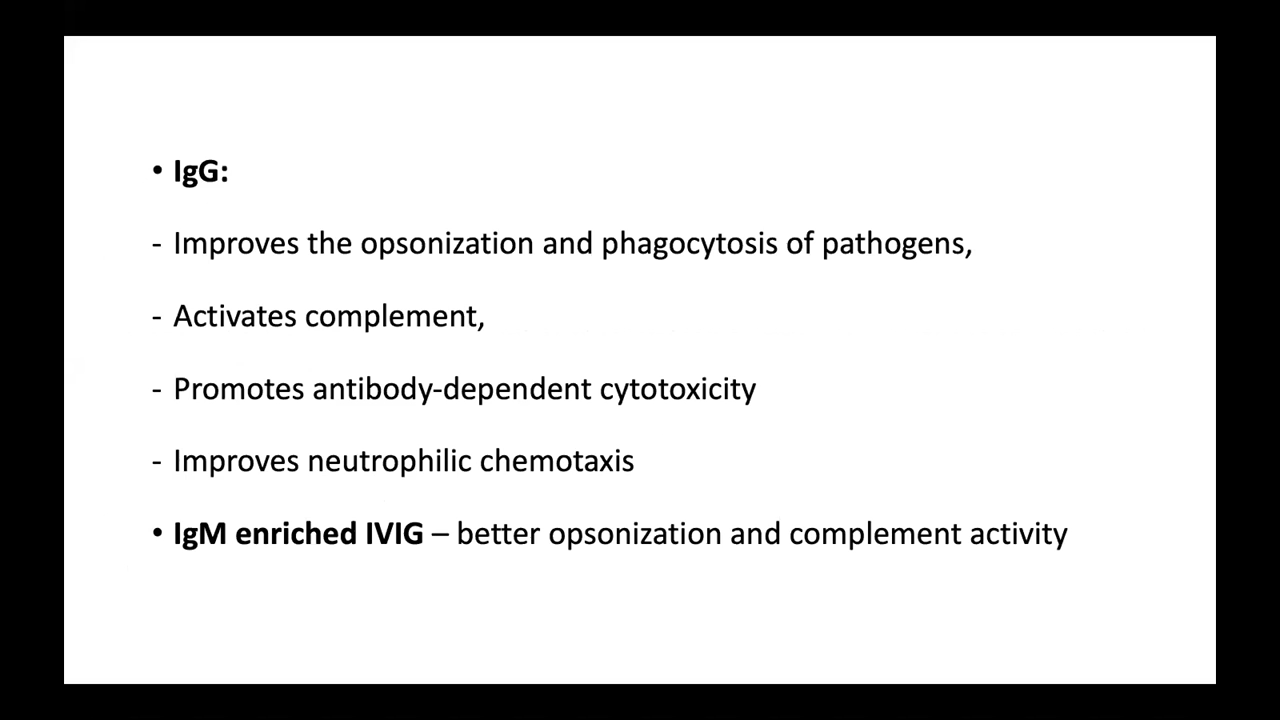 • IgG:
- Improves the opsonization and phagocytosis of pathogens,
- Activates complement,
- Promotes antibody-dependent cytotoxicity
- Improves neutrophilic chemotaxis
• IgM enriched IVIG – better opsonization and complement activity